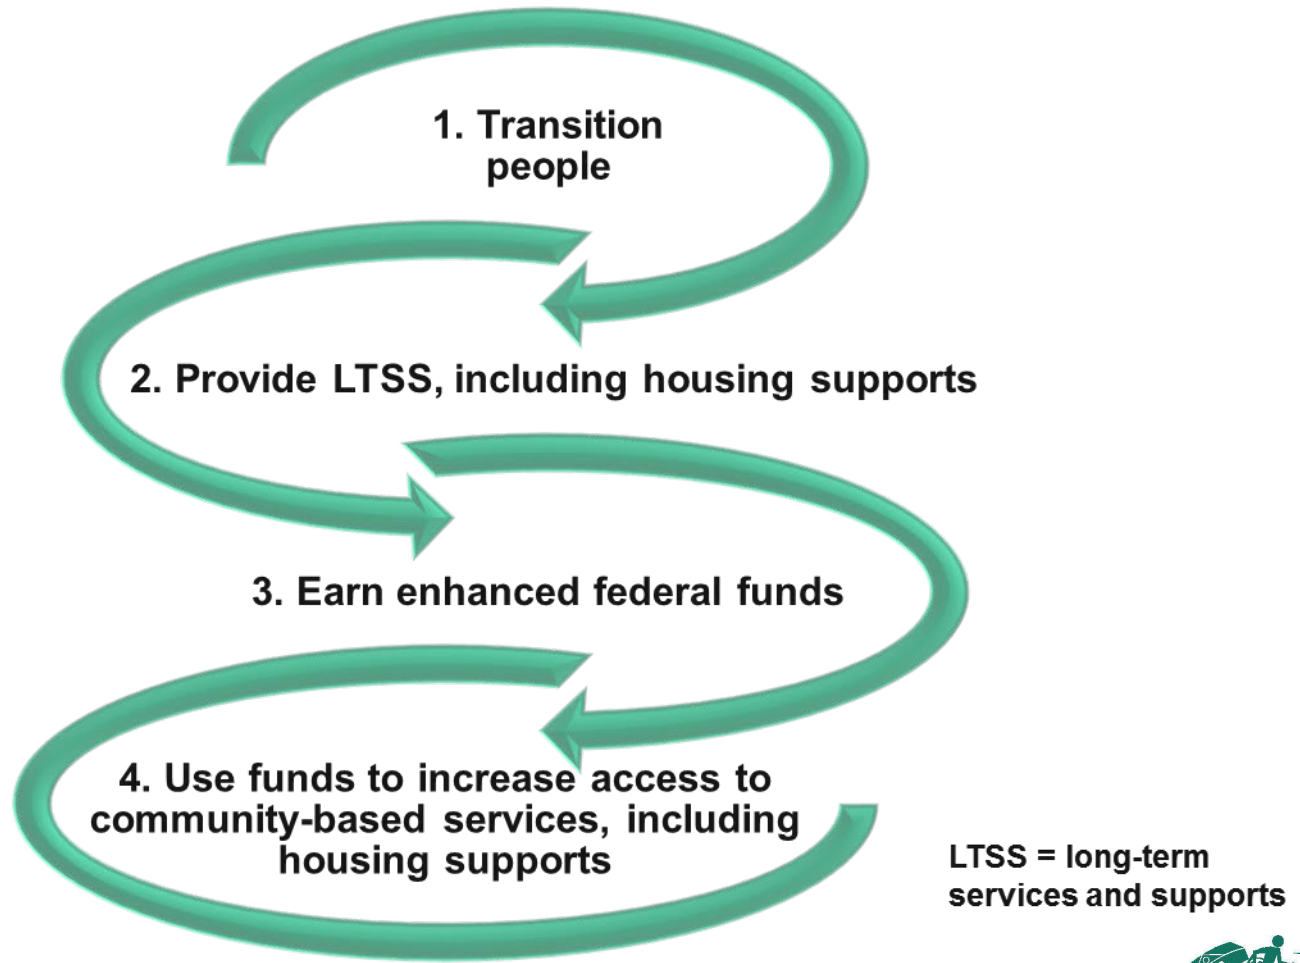 1. Transition
people
2. Provide LTSS, including housing supports
3. Earn enhanced federal funds
4. Use funds to increase access to
community-based services, including
housing supports
LTSS = long-term
services and supports